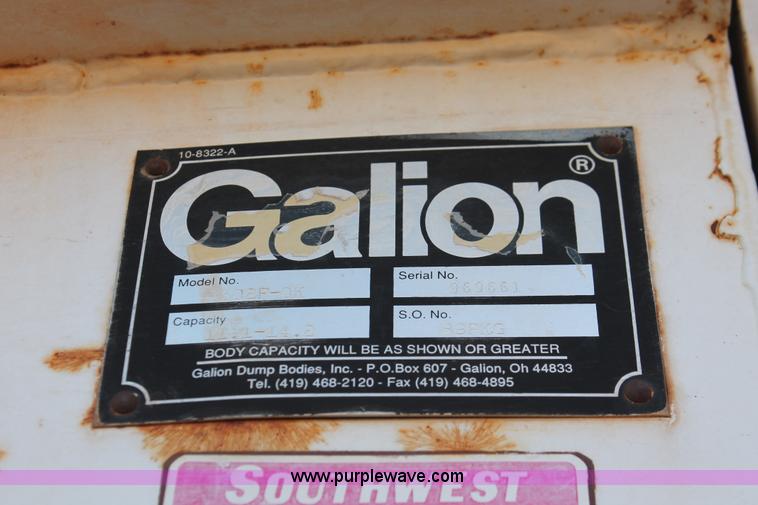 10-8322-A
Galion ®
Model No.
Serial No. 969661
Capacity
S.O. No.
BODY CAPACITY WILL BE AS SHOWN OR GREATER
Galion Dump Bodies, Inc. - P.O.Box 607 - Galion, Oh 44833
Tel. (419) 468-2120 - Fax (419) 468-4895
www.purplewave.com
SOUTHWEST